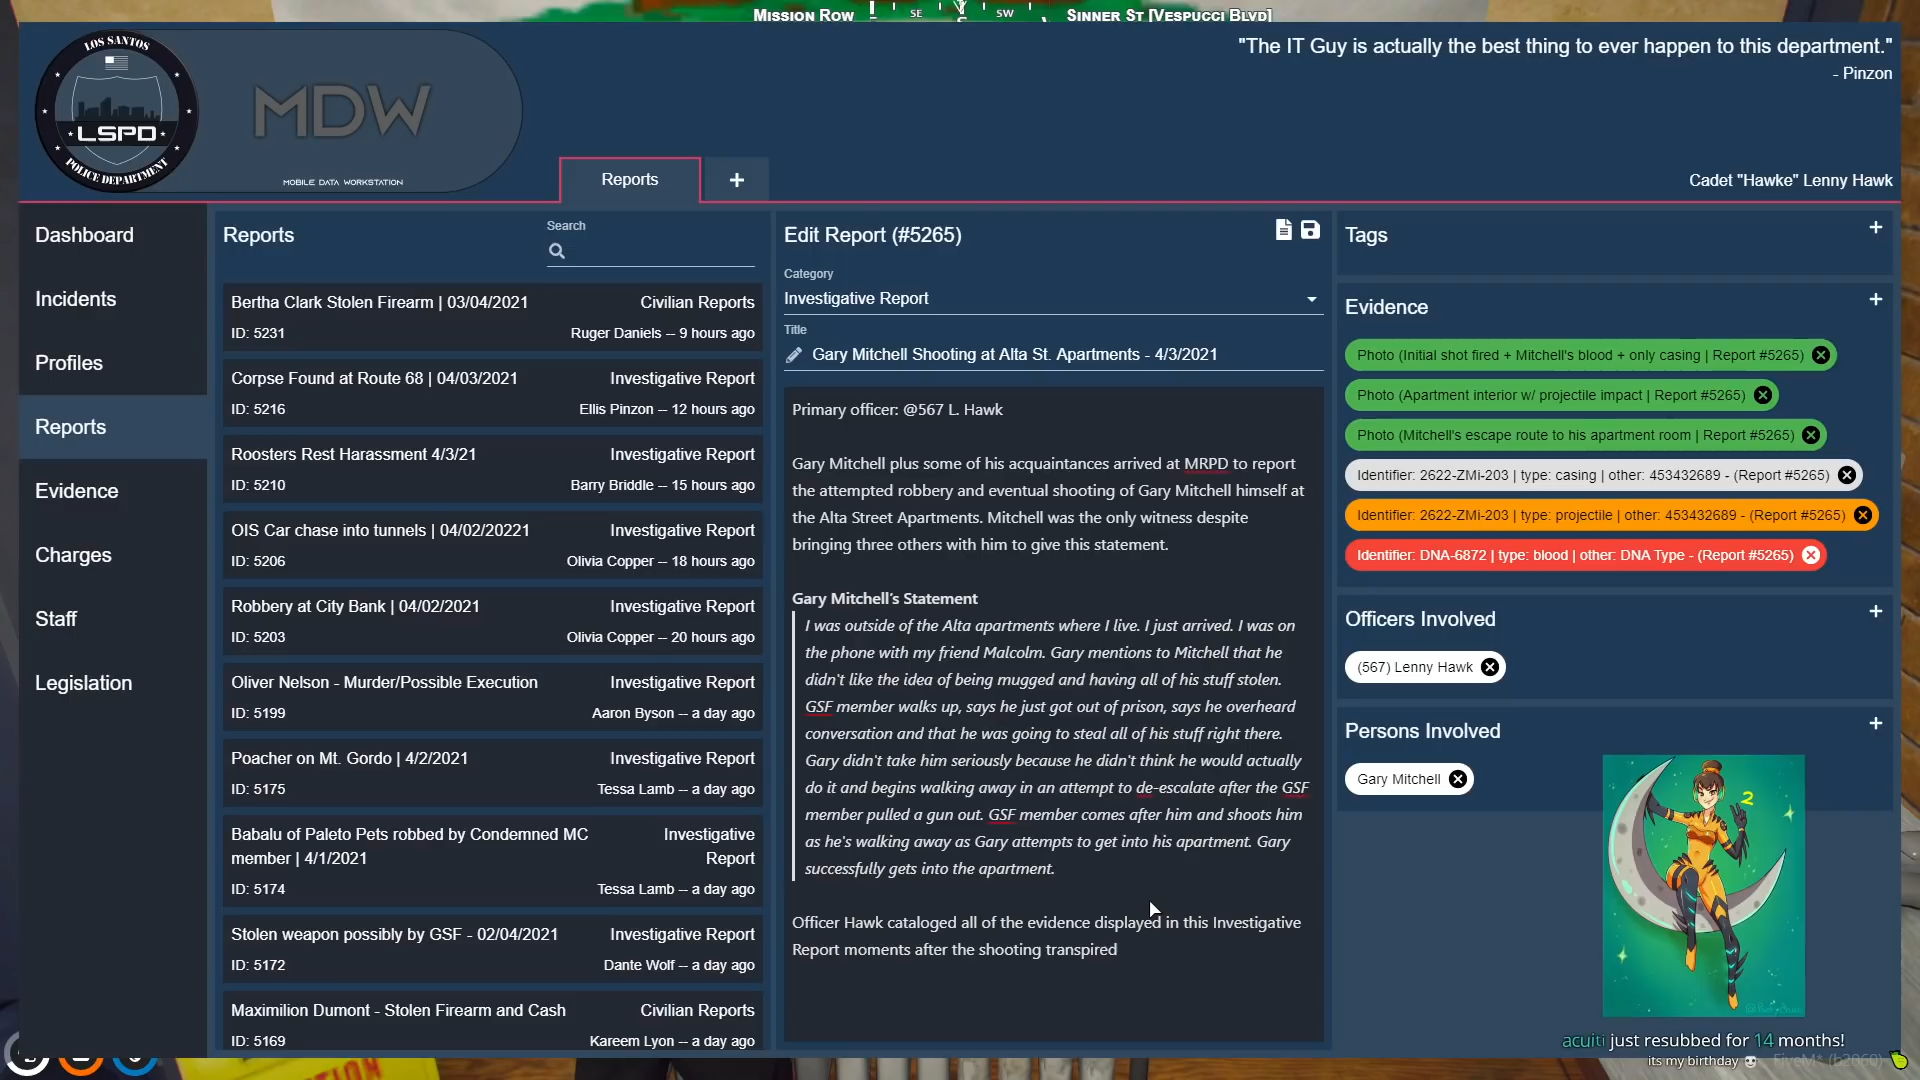 Mission Row
SE
SW
Sinner St [Vespucci Blvd]
LOS SANTOS
LSPD
POLICE DEPARTMENT
MDW
MOBILE DATA WORKSTATION
"The IT Guy is actually the best thing to ever happen to this department."
- Pinzon
Reports
+
Cadet "Hawke" Lenny Hawk
Dashboard
Incidents
Profiles
Reports
Evidence
Charges
Staff
Legislation
Reports
Search
Bertha Clark Stolen Firearm | 03/04/2021
Civilian Reports
ID: 5231
Ruger Daniels – 9 hours ago
Corpse Found at Route 68 | 04/03/2021
Investigative Report
ID: 5216
Ellis Pinzon – 12 hours ago
Roosters Rest Harassment 4/3/21
Investigative Report
ID: 5210
Barry Briddle – 15 hours ago
OIS Car chase into tunnels | 04/02/20221
Investigative Report
ID: 5206
Olivia Copper – 18 hours ago
Robbery at City Bank | 04/02/2021
Investigative Report
ID: 5203
Olivia Copper – 20 hours ago
Oliver Nelson - Murder/Possible Execution
Investigative Report
ID: 5199
Aaron Byson – a day ago
Poacher on Mt. Gordo | 4/2/2021
Investigative Report
ID: 5175
Tessa Lamb – a day ago
Babalu of Paleto Pets robbed by Condemned MC
member | 4/1/2021
Investigative
Report
ID: 5174
Tessa Lamb – a day ago
Stolen weapon possibly by GSF - 02/04/2021
Investigative Report
ID: 5172
Dante Wolf – a day ago
Maximilion Dumont - Stolen Firearm and Cash
Civilian Reports
ID: 5169
Kareem Lyon – a day ago
Edit Report (#5265)
Category
Investigative Report
Title
Gary Mitchell Shooting at Alta St. Apartments - 4/3/2021
Primary officer: @567 L. Hawk
Gary Mitchell plus some of his acquaintances arrived at MRPD to report
the attempted robbery and eventual shooting of Gary Mitchell himself at
the Alta Street Apartments. Mitchell was the only witness despite
bringing three others with him to give this statement.
Gary Mitchell's Statement
I was outside of the Alta apartments where I live. I just arrived. I was on
the phone with my friend Malcolm. Gary mentions to Mitchell that he
didn't like the idea of being mugged and having all of his stuff stolen.
GSF member walks up, says he just got out of prison, says he overheard
conversation and that he was going to steal all of his stuff right there.
Gary didn't take him seriously because he didn't think he would actually
do it and begins walking away in an attempt to de-escalate after the GSF
member pulled a gun out. GSF member comes after him and shoots him
as he's walking away as Gary attempts to get into his apartment. Gary
successfully gets into the apartment.
Officer Hawk cataloged all of the evidence displayed in this Investigative
Report moments after the shooting transpired
Tags
+
Evidence
+
Photo (Initial shot fired + Mitchell's blood + only casing | Report #5265)
Photo (Apartment interior w/ projectile impact | Report #5265)
Photo (Mitchell's escape route to his apartment room | Report #5265)
Identifier: 2622-ZMi-203 | type: casing | other: 453432689 - (Report #5265)
Identifier: 2622-ZMi-203 | type: projectile | other: 453432689 - (Report #5265)
Identifier: DNA-6872 | type: blood | other: DNA Type - (Report #5265)
Officers Involved
+
(567) Lenny Hawk
Persons Involved
+
Gary Mitchell
2
acuiti just resubbed for 14 months!
its my birthday
FiveM* (b2060)